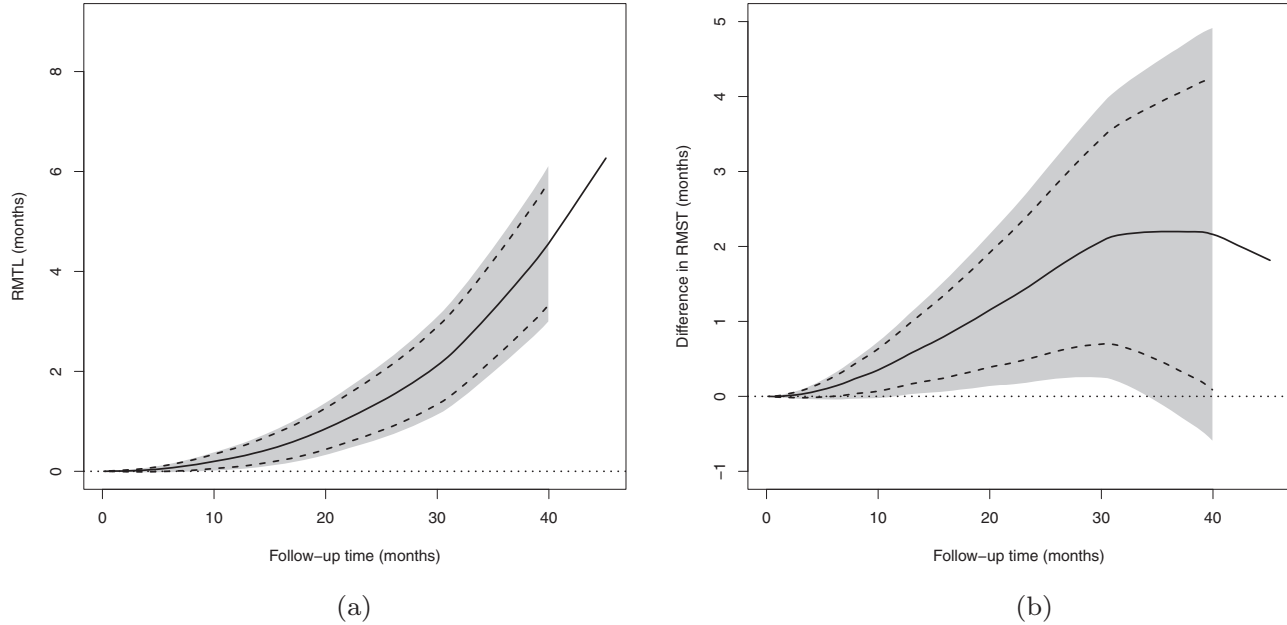 RMTL (months)
8
6
4
2
0
0 10 20 30 40
Follow−up time (months)
(a)
Difference in RMST (months)
5
4
3
2
1
0
−1
0 10 20 30 40
Follow−up time (months)
(b)